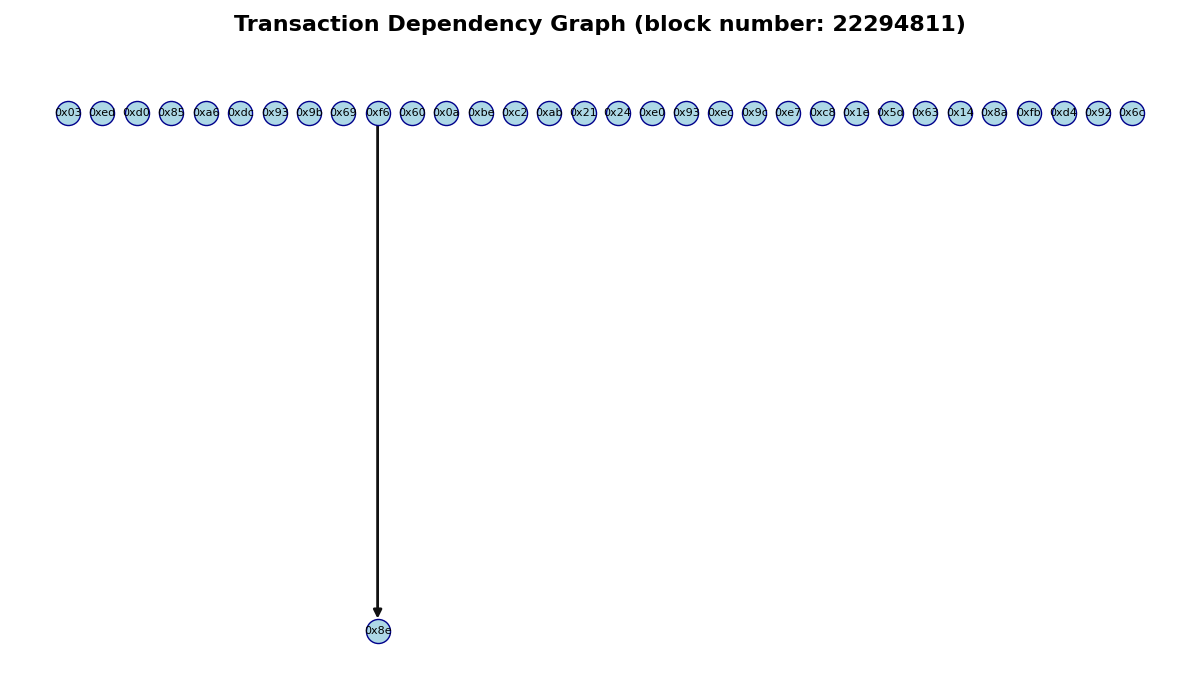 Transaction Dependency Graph (block number: 22294811)
0x03 0xed 0xd0 0x85 0xa6 0xdc 0x93 0x9b 0x69 0xf6 0x60 0x0a 0xbe 0xc2 0xab 0x21 0x24 0xe0 0x93 0xec 0x9c 0xe7 0xc8 0x1e 0x5d 0x63 0x14 0x8a 0xfb 0xd4 0x92 0x6c
0x8e